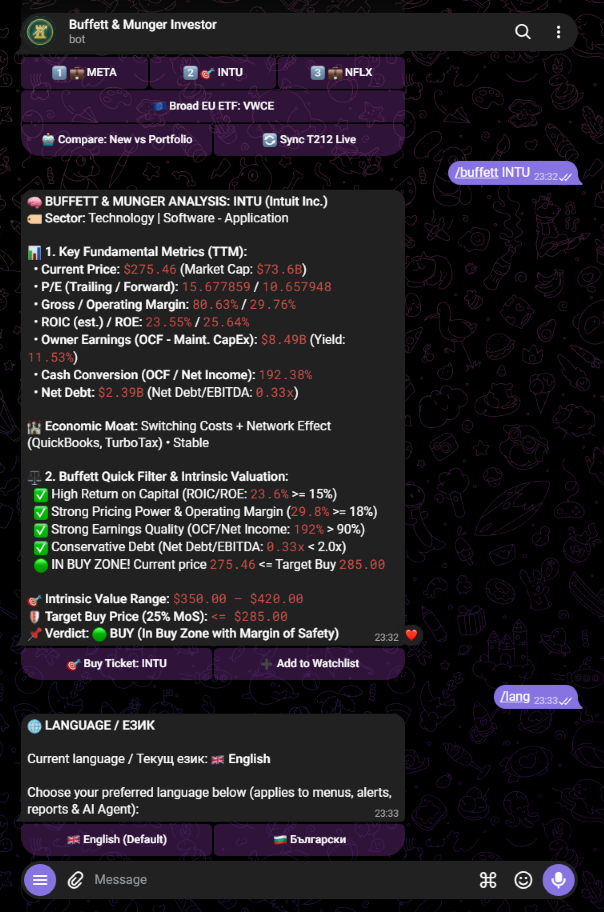 Buffett & Munger Investor
bot
1 META
2 INTU
3 NFLX
Broad EU ETF: VWCE
Compare: New vs Portfolio
Sync T212 Live
/buffett INTU 23:32
BUFFETT & MUNGER ANALYSIS: INTU (Intuit Inc.)
Sector: Technology | Software - Application
1. Key Fundamental Metrics (TTM):
• Current Price: $275.46 (Market Cap: $73.6B)
• P/E (Trailing / Forward): 15.677859 / 10.657948
• Gross / Operating Margin: 80.63% / 29.76%
• ROIC (est.) / ROE: 23.55% / 25.64%
• Owner Earnings (OCF - Maint. CapEx): $8.49B (Yield:
11.53%)
• Cash Conversion (OCF / Net Income): 192.38%
• Net Debt: $2.39B (Net Debt/EBITDA: 0.33x)
Economic Moat: Switching Costs + Network Effect
(QuickBooks, TurboTax) • Stable
2. Buffett Quick Filter & Intrinsic Valuation:
High Return on Capital (ROIC/ROE: 23.6% >= 15%)
Strong Pricing Power & Operating Margin (29.8% >= 18%)
Strong Earnings Quality (OCF/Net Income: 192% > 90%)
Conservative Debt (Net Debt/EBITDA: 0.33x < 2.0x)
IN BUY ZONE! Current price 275.46 <= Target Buy 285.00
Intrinsic Value Range: $350.00 – $420.00
Target Buy Price (25% MoS): <= $285.00
Verdict: BUY (In Buy Zone with Margin of Safety) 23:32
Buy Ticket: INTU
Add to Watchlist
/lang 23:33
LANGUAGE / ЕЗИК
Current language / Текущ език: English
Choose your preferred language below (applies to menus, alerts,
reports & AI Agent):
23:33
English (Default)
Български
Message